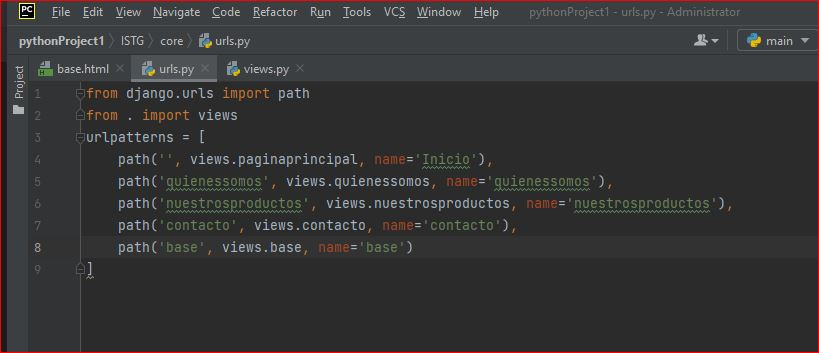 PC File Edit View Navigate Code Refactor Run Tools VCS Window Help pythonProject1 - urls.py - Administrator
pythonProject1 ISTG core urls.py main
base.html urls.py views.py
Project
1 from django.urls import path
2 from . import views
3 urlpatterns = [
4 path('', views.paginaprincipal, name='Inicio'),
5 path('quienessomos', views.quienessomos, name='quienessomos'),
6 path('nuestrosproductos', views.nuestrosproductos, name='nuestrosproductos'),
7 path('contacto', views.contacto, name='contacto'),
8 path('base', views.base, name='base')
9 ]